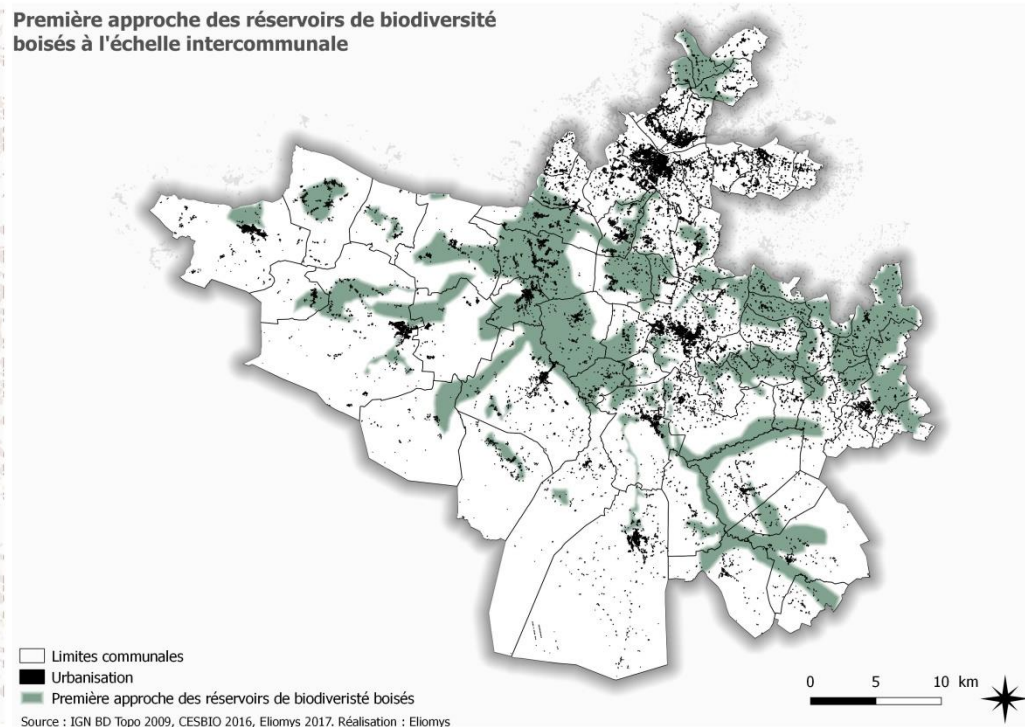 Première approche des réservoirs de biodiversité
boisés à l'échelle intercommunale
Limites communales
Urbanisation
Première approche des réservoirs de biodiveristé boisés
0 5 10 km
Source : IGN BD Topo 2009, CESBIO 2016, Eliomys 2017. Réalisation : Eliomys